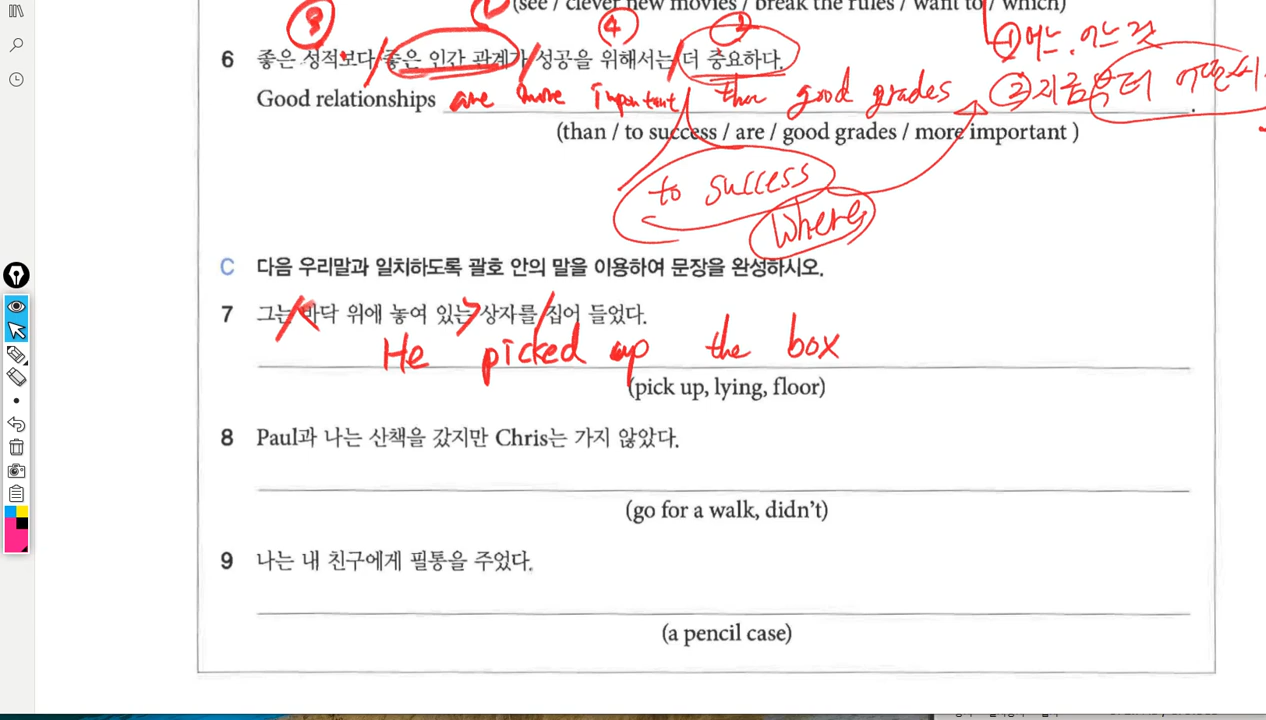 (see / clever new movies / break the rules / want to / which)
③ ④ ②
① 어느, 어느 것
6 좋은 성적보다 좋은 인간 관계가 성공을 위해서는 더 중요하다.
② 지금부터
Good relationships are more important than good grades .
(than / to success / are / good grades / more important )
to success
where
C 다음 우리말과 일치하도록 괄호 안의 말을 이용하여 문장을 완성하시오.
7 그는 바닥 위에 놓여 있는 상자를 집어 들었다.
He picked up the box
(pick up, lying, floor)
8 Paul과 나는 산책을 갔지만 Chris는 가지 않았다.
(go for a walk, didn't)
9 나는 내 친구에게 필통을 주었다.
(a pencil case)